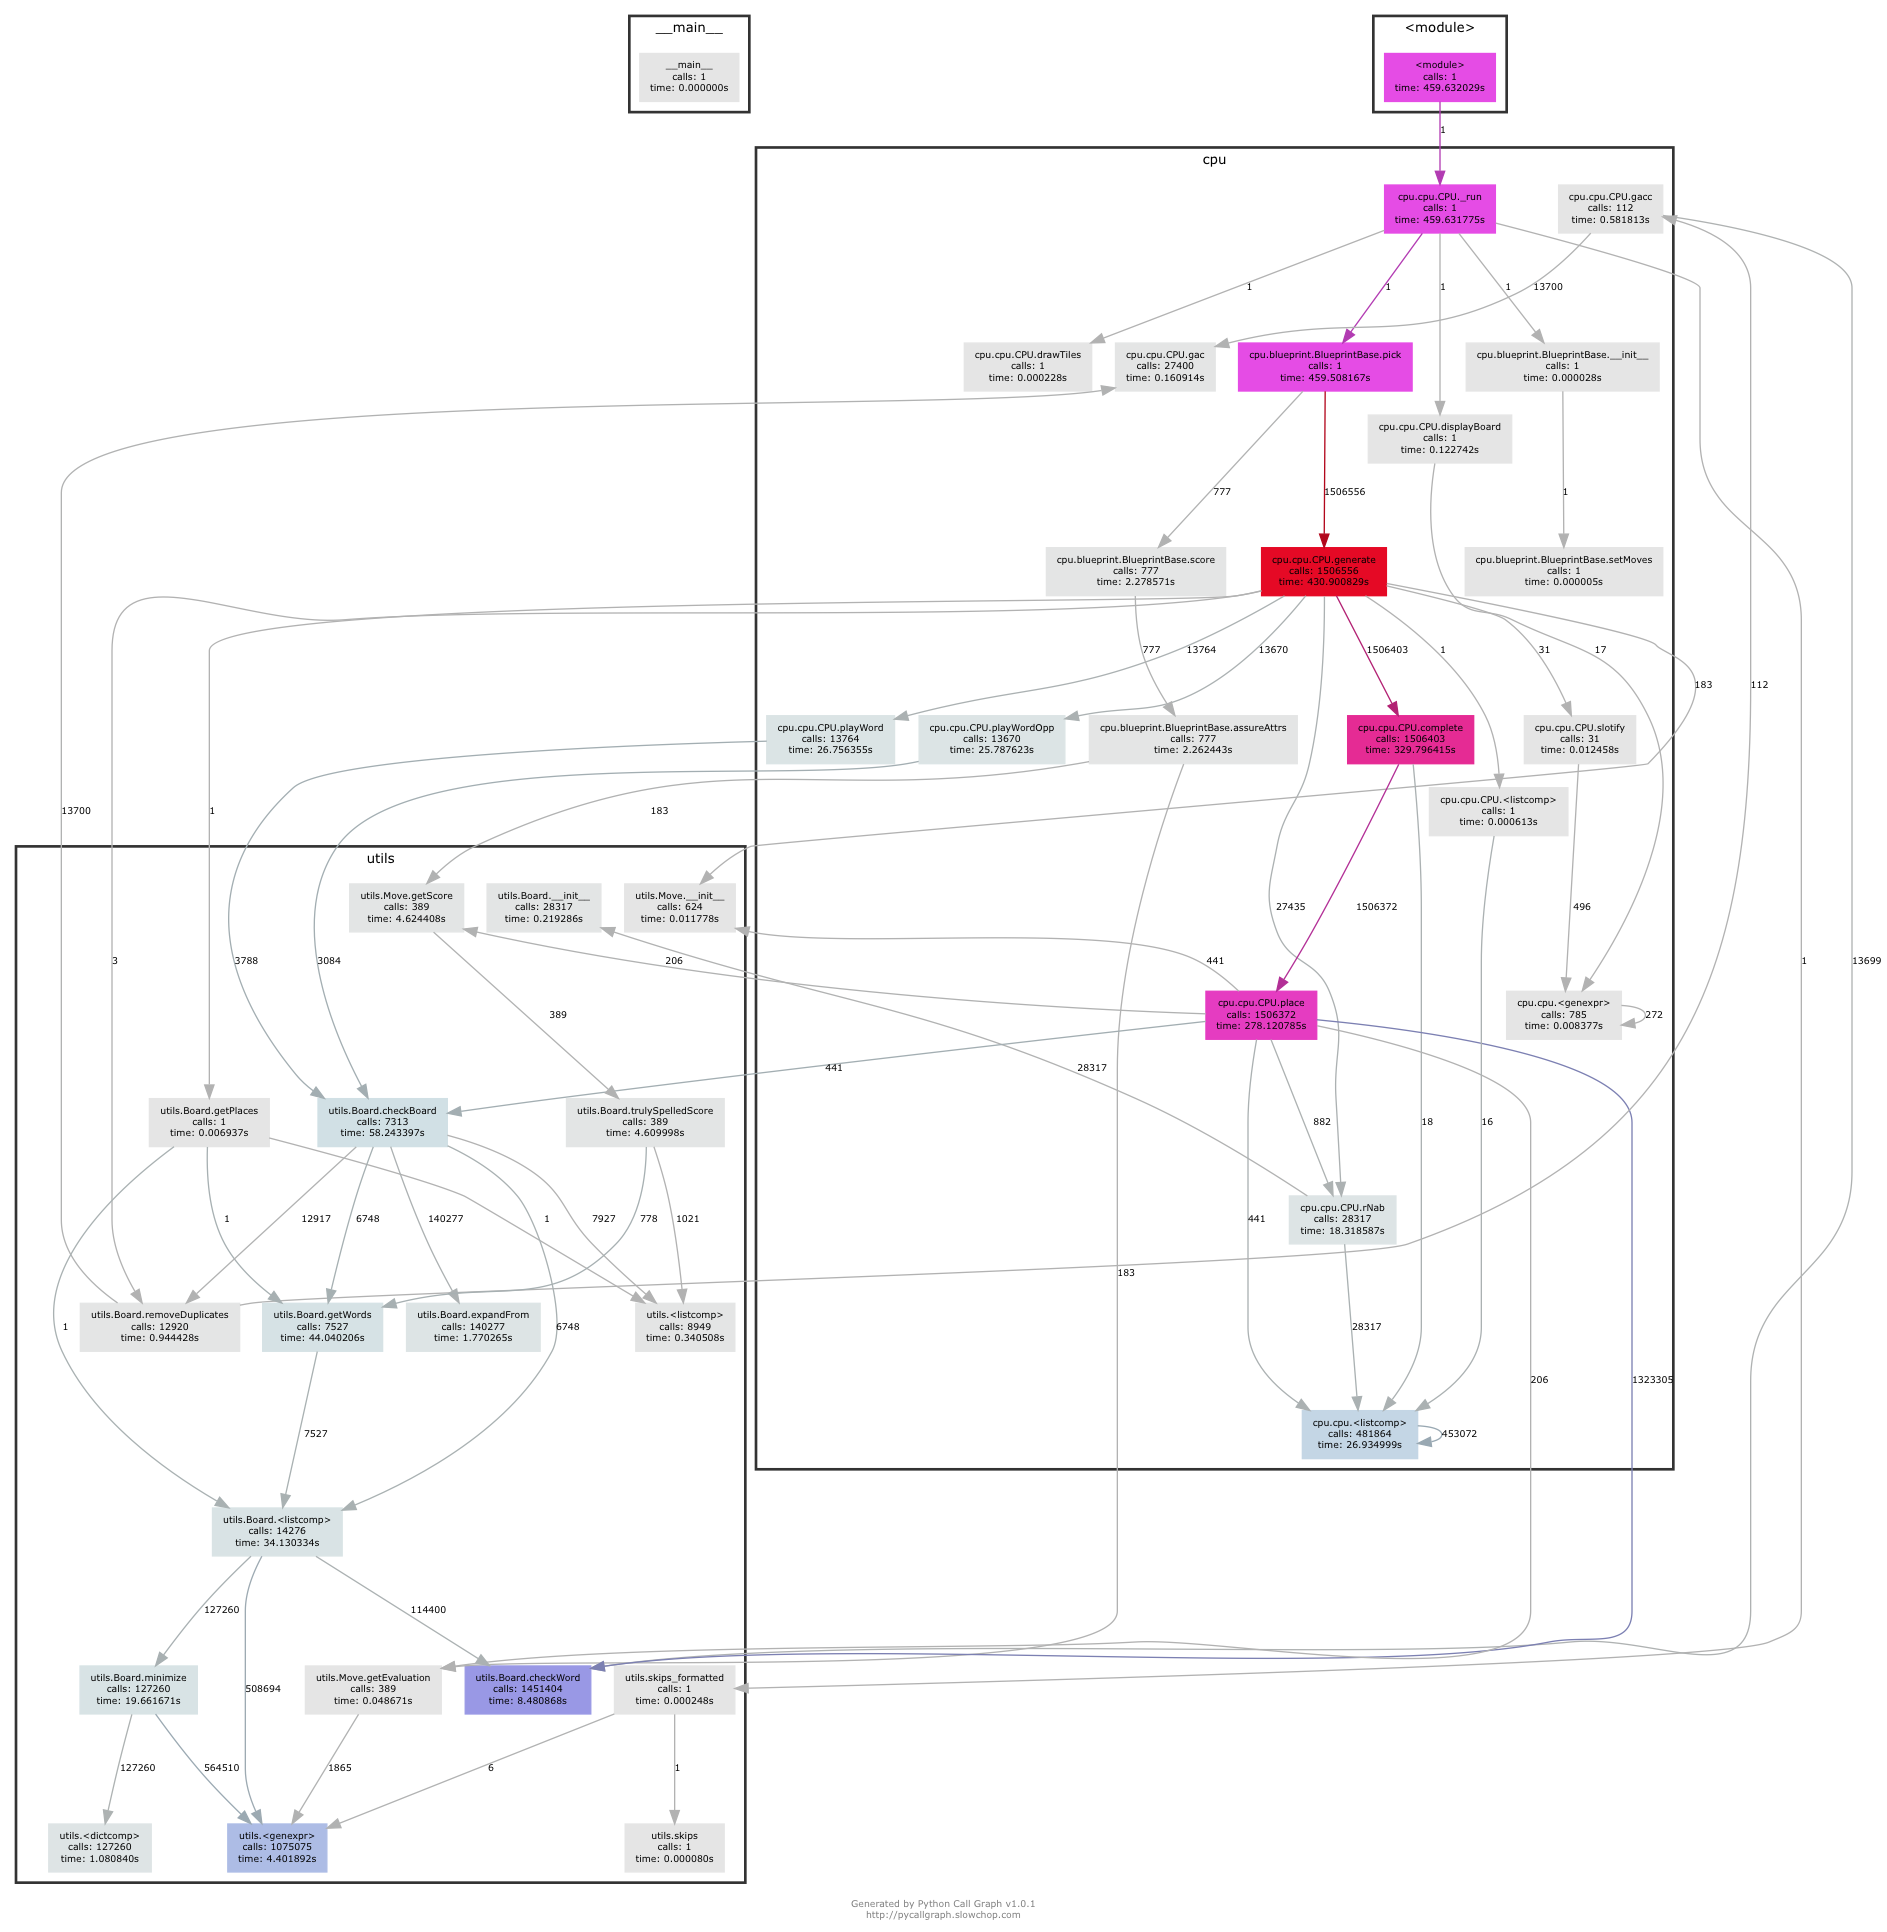 __main__
__main__
calls: 1
time: 0.000000s
<module>
<module>
calls: 1
time: 459.632029s
1
cpu
cpu.cpu.CPU._run
calls: 1
time: 459.631775s
cpu.cpu.CPU.gacc
calls: 112
time: 0.581813s
1
1
1
1
13700
cpu.cpu.CPU.drawTiles
calls: 1
time: 0.000228s
cpu.cpu.CPU.gac
calls: 27400
time: 0.160914s
cpu.blueprint.BlueprintBase.pick
calls: 1
time: 459.508167s
cpu.blueprint.BlueprintBase.__init__
calls: 1
time: 0.000028s
cpu.cpu.CPU.displayBoard
calls: 1
time: 0.122742s
777
1506556
1
cpu.blueprint.BlueprintBase.score
calls: 777
time: 2.278571s
cpu.cpu.CPU.generate
calls: 1506556
time: 430.900829s
cpu.blueprint.BlueprintBase.setMoves
calls: 1
time: 0.000005s
777
13764
13670
1506403
1
31
17
183
112
cpu.cpu.CPU.playWord
calls: 13764
time: 26.756355s
cpu.cpu.CPU.playWordOpp
calls: 13670
time: 25.787623s
cpu.blueprint.BlueprintBase.assureAttrs
calls: 777
time: 2.262443s
cpu.cpu.CPU.complete
calls: 1506403
time: 329.796415s
cpu.cpu.CPU.slotify
calls: 31
time: 0.012458s
cpu.cpu.CPU.<listcomp>
calls: 1
time: 0.000613s
13700
1
183
utils
utils.Move.getScore
calls: 389
time: 4.624408s
utils.Board.__init__
calls: 28317
time: 0.219286s
utils.Move.__init__
calls: 624
time: 0.011778s
27435
1506372
496
3
3788
3084
206
441
1
13699
389
cpu.cpu.CPU.place
calls: 1506372
time: 278.120785s
cpu.cpu.<genexpr>
calls: 785
time: 0.008377s
272
441
28317
utils.Board.getPlaces
calls: 1
time: 0.006937s
utils.Board.checkBoard
calls: 7313
time: 58.243397s
utils.Board.trulySpelledScore
calls: 389
time: 4.609998s
882
18
16
1
12917
6748
140277
1
7927
778
1021
441
cpu.cpu.CPU.rNab
calls: 28317
time: 18.318587s
183
utils.Board.removeDuplicates
calls: 12920
time: 0.944428s
utils.Board.getWords
calls: 7527
time: 44.040206s
utils.Board.expandFrom
calls: 140277
time: 1.770265s
utils.<listcomp>
calls: 8949
time: 0.340508s
1
6748
28317
206
1323305
7527
cpu.cpu.<listcomp>
calls: 481864
time: 26.934999s
453072
utils.Board.<listcomp>
calls: 14276
time: 34.130334s
127260
114400
utils.Board.minimize
calls: 127260
time: 19.661671s
508694
utils.Move.getEvaluation
calls: 389
time: 0.048671s
utils.Board.checkWord
calls: 1451404
time: 8.480868s
utils.skips_formatted
calls: 1
time: 0.000248s
127260
564510
1865
6
1
utils.<dictcomp>
calls: 127260
time: 1.080840s
utils.<genexpr>
calls: 1075075
time: 4.401892s
utils.skips
calls: 1
time: 0.000080s
Generated by Python Call Graph v1.0.1
http://pycallgraph.slowchop.com